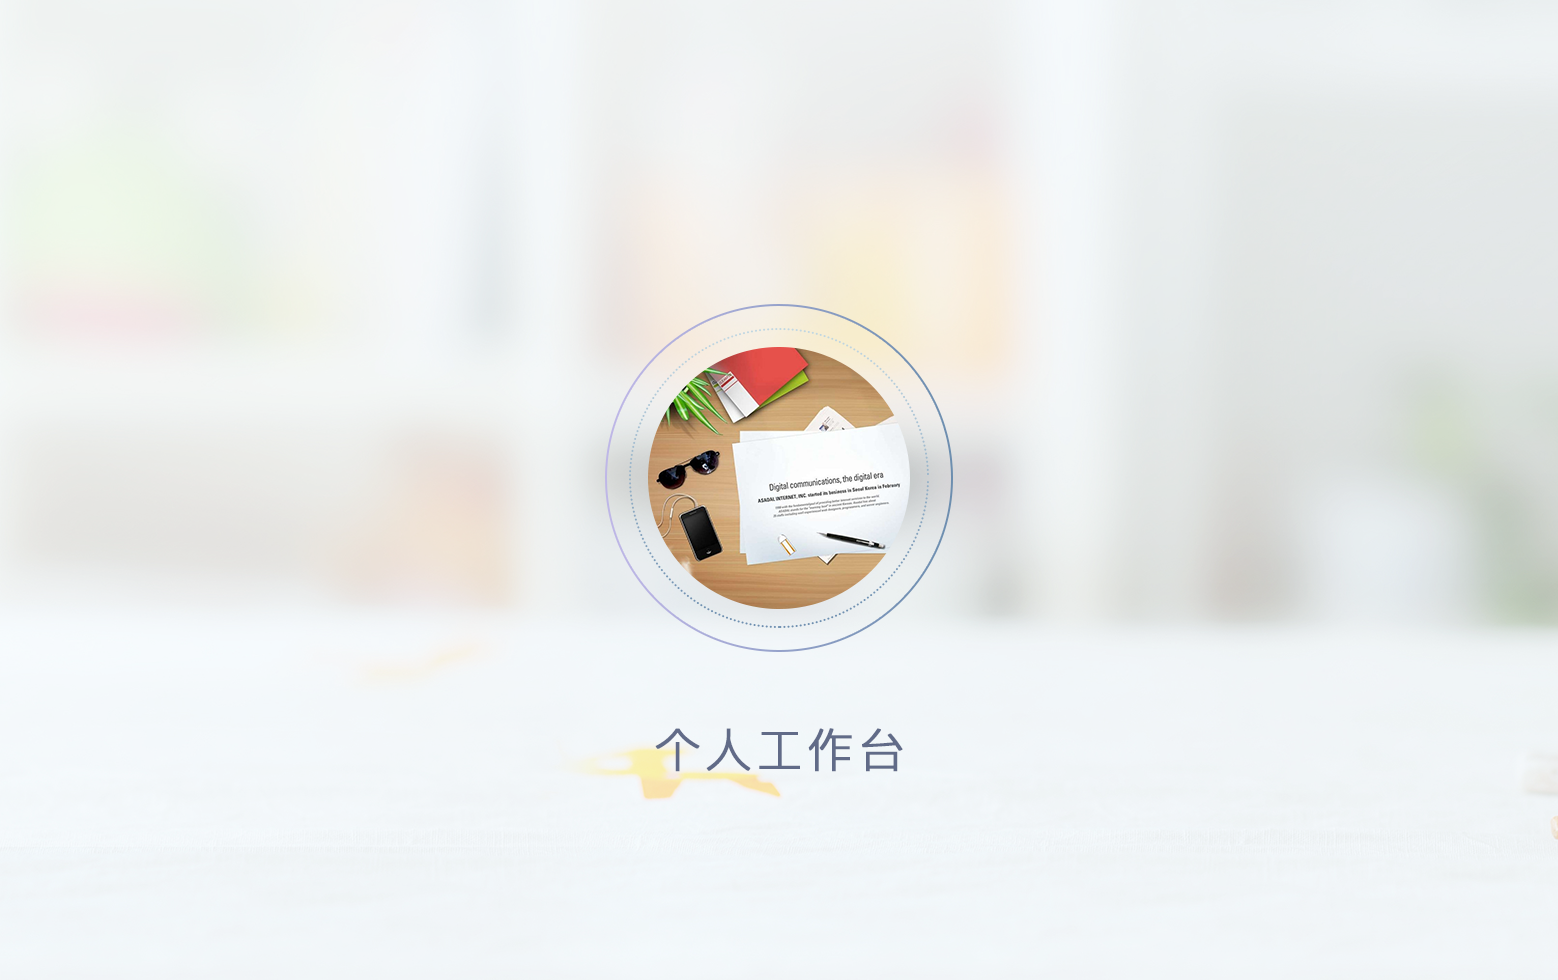 Digital communications, the digital era
ASADAL INTERNET, INC. started its business in Seoul Korea in February
个人工作台